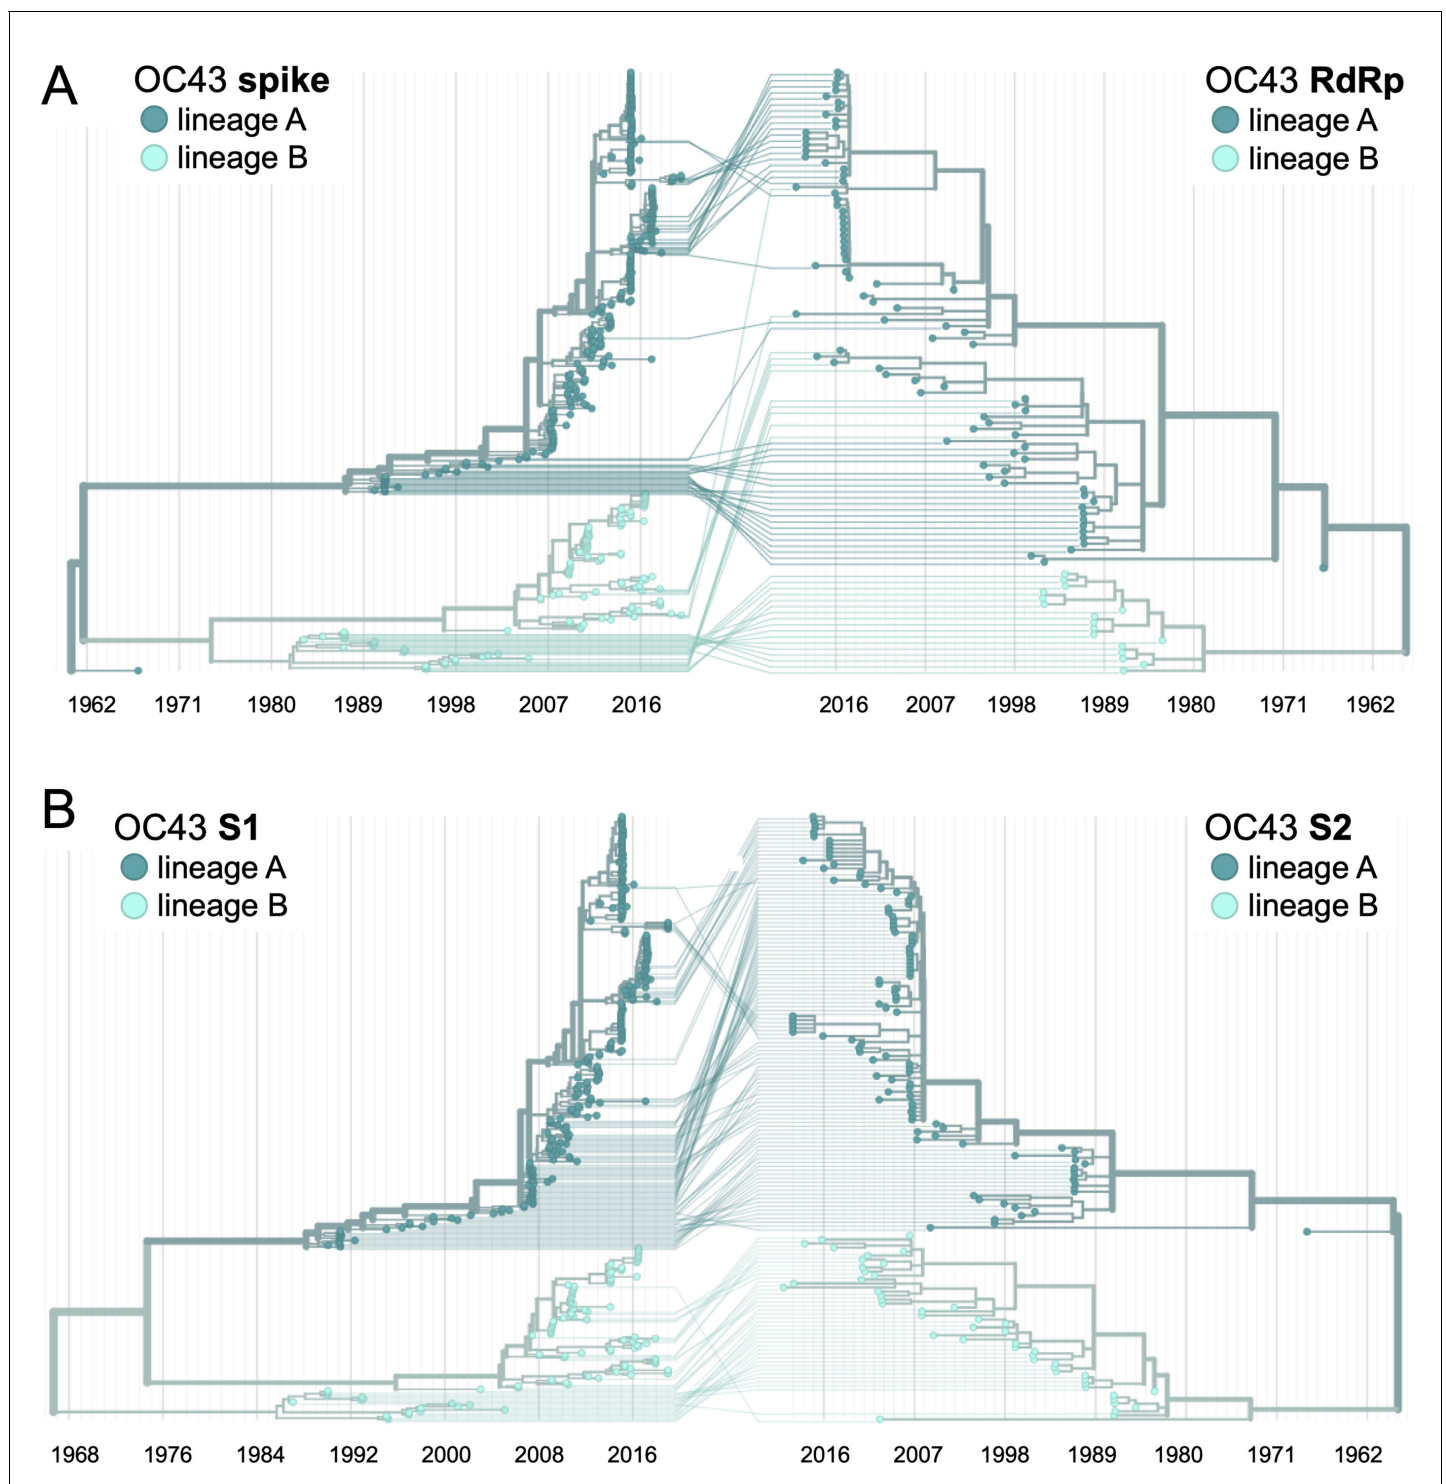 A
OC43 spike
lineage A
lineage B
OC43 RdRp
lineage A
lineage B
1962 1971 1980 1989 1998 2007 2016
2016 2007 1998 1989 1980 1971 1962
B
OC43 S1
lineage A
lineage B
OC43 S2
lineage A
lineage B
1968 1976 1984 1992 2000 2008 2016
2016 2007 1998 1989 1980 1971 1962